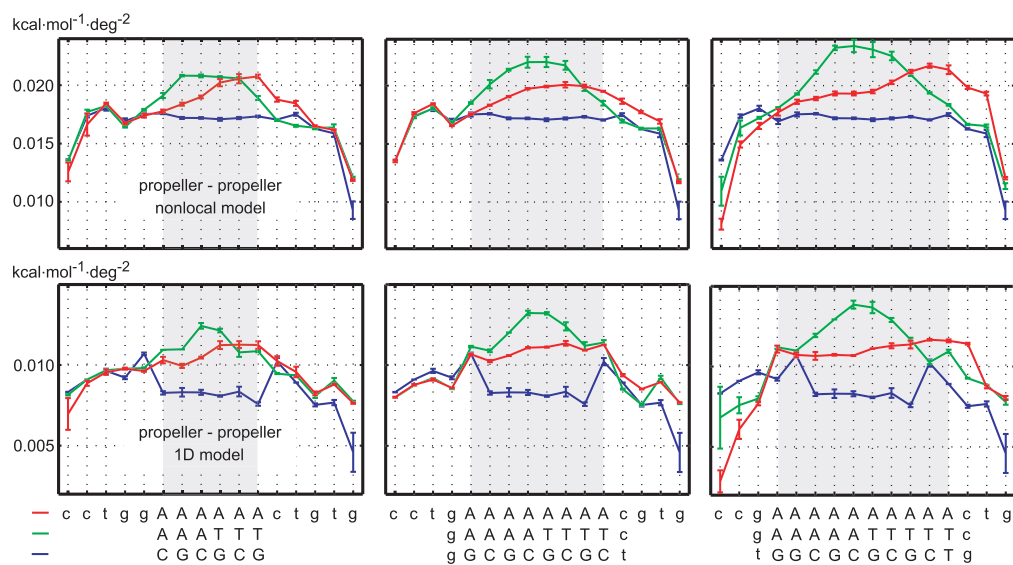 kcal·mol⁻¹·deg⁻²
0.020
0.015
0.010
propeller - propeller
nonlocal model
kcal·mol⁻¹·deg⁻²
0.010
0.005
propeller - propeller
1D model
c c t g g A A A A A A c t g t g c c t g A A A A A A A A c g t g c c g A A A A A A A A A A c t g
A A A T T T g A A A A T T T T c g A A A A A T T T T T c
C G C G C G g G C G C G C G C t t A G C G C G C G C T g